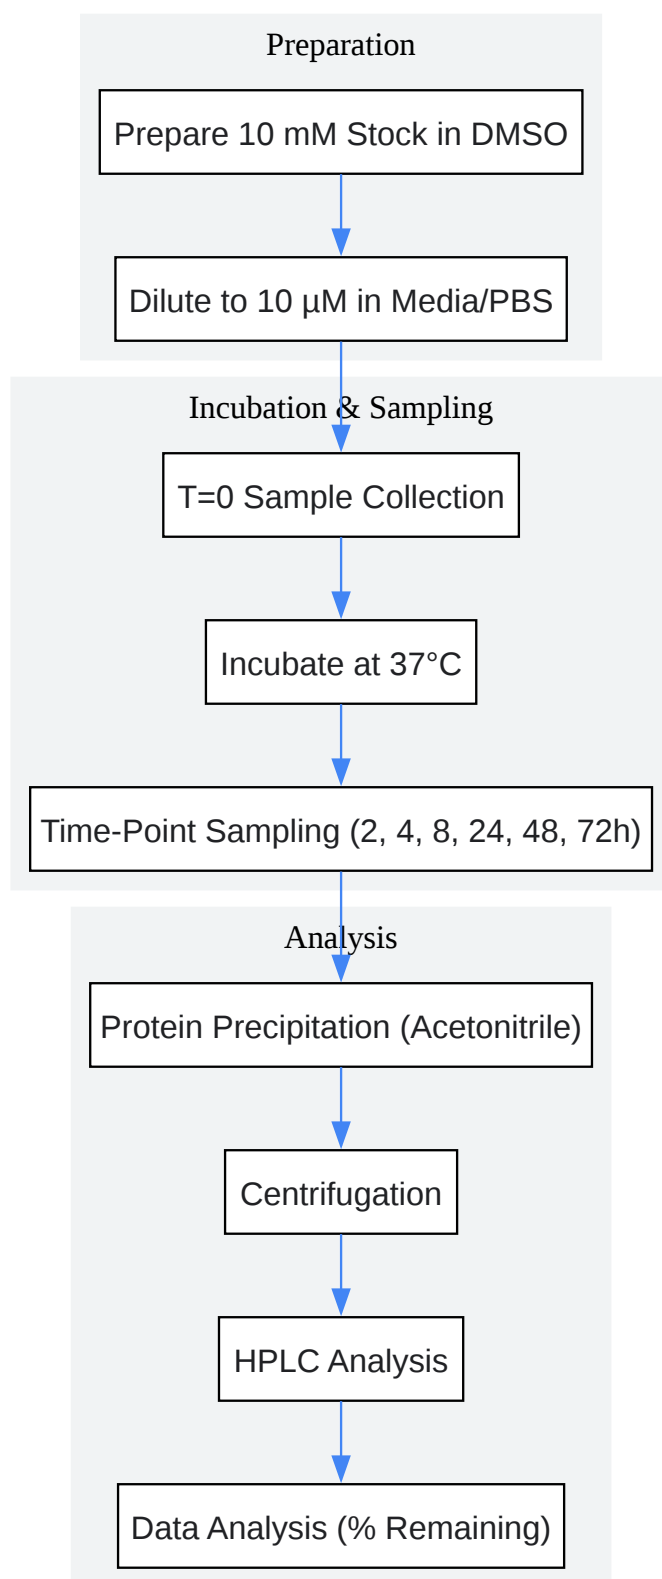 Preparation
Prepare 10 mM Stock in DMSO
Dilute to 10 µM in Media/PBS
Incubation & Sampling
T=0 Sample Collection
Incubate at 37°C
Time-Point Sampling (2, 4, 8, 24, 48, 72h)
Analysis
Protein Precipitation (Acetonitrile)
Centrifugation
HPLC Analysis
Data Analysis (% Remaining)